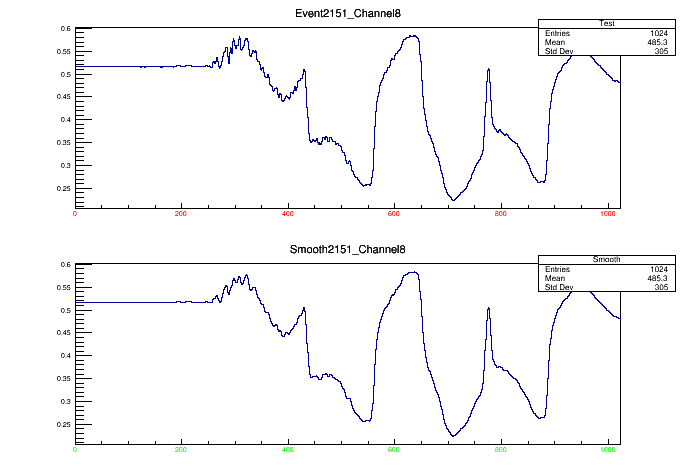 Event2151_Channel8
Test
Entries 1024
Mean 485.3
Std Dev 305
0.6
0.55
0.5
0.45
0.4
0.35
0.3
0.25
0 200 400 600 800 1000
Smooth2151_Channel8
Smooth
Entries 1024
Mean 485.3
Std Dev 305
0.6
0.55
0.5
0.45
0.4
0.35
0.3
0.25
0 200 400 600 800 1000